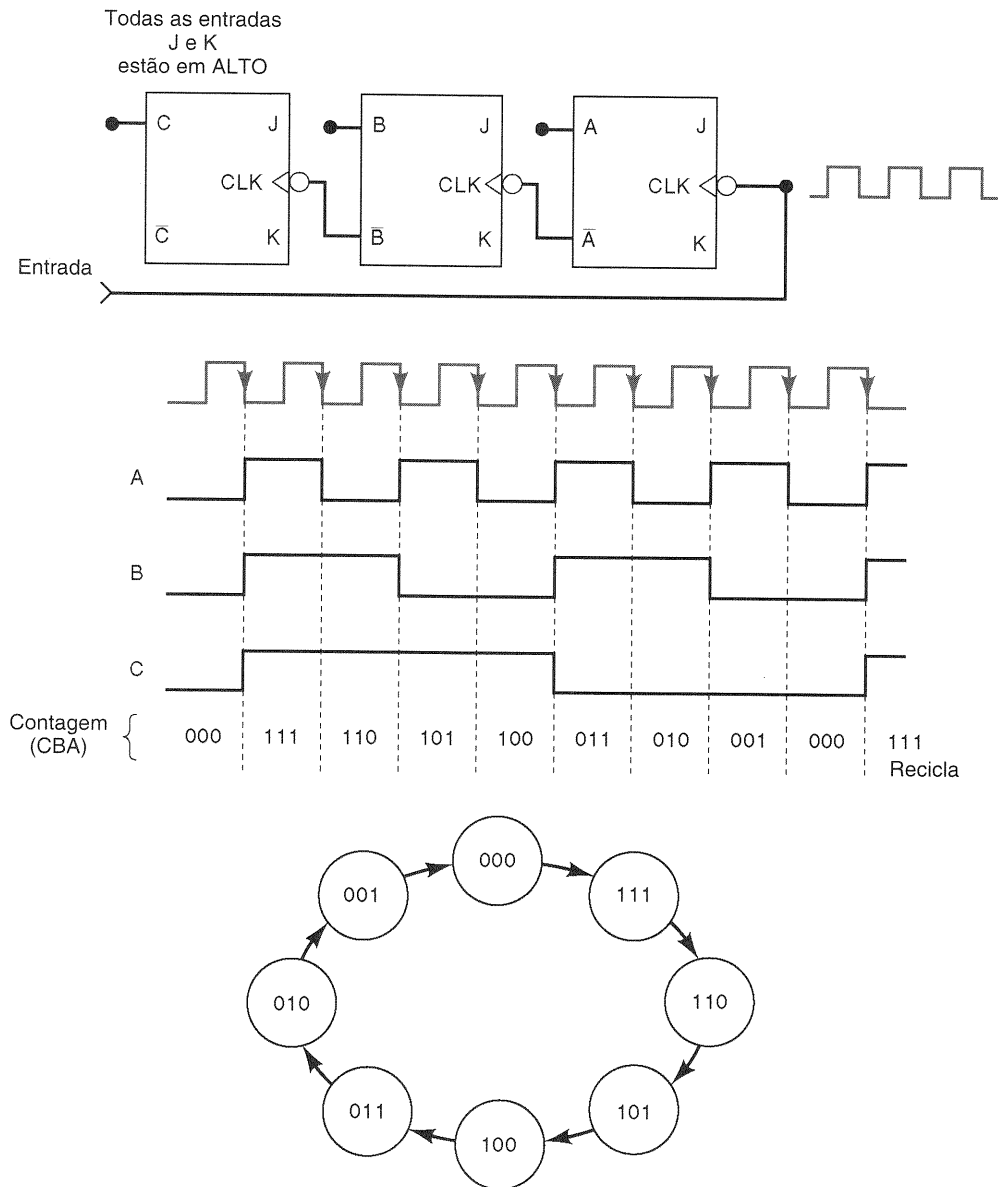 Todas as entradas
J e K
estão em ALTO
C J
CLK
C̅ K
B J
CLK
B̅ K
A J
CLK
A̅ K
Entrada
A
B
C
Contagem
(CBA)
000 111 110 101 100 011 010 001 000 111
Recicla
000
001 111
010 110
011 101
100